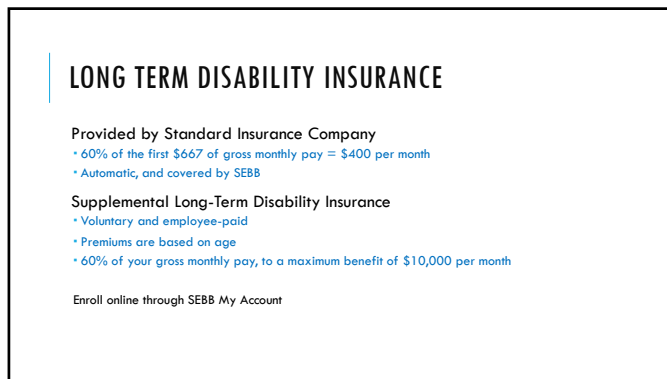 LONG TERM DISABILITY INSURANCE
Provided by Standard Insurance Company
• 60% of the first $667 of gross monthly pay = $400 per month
• Automatic, and covered by SEBB
Supplemental Long-Term Disability Insurance
• Voluntary and employee-paid
• Premiums are based on age
• 60% of your gross monthly pay, to a maximum benefit of $10,000 per month
Enroll online through SEBB My Account